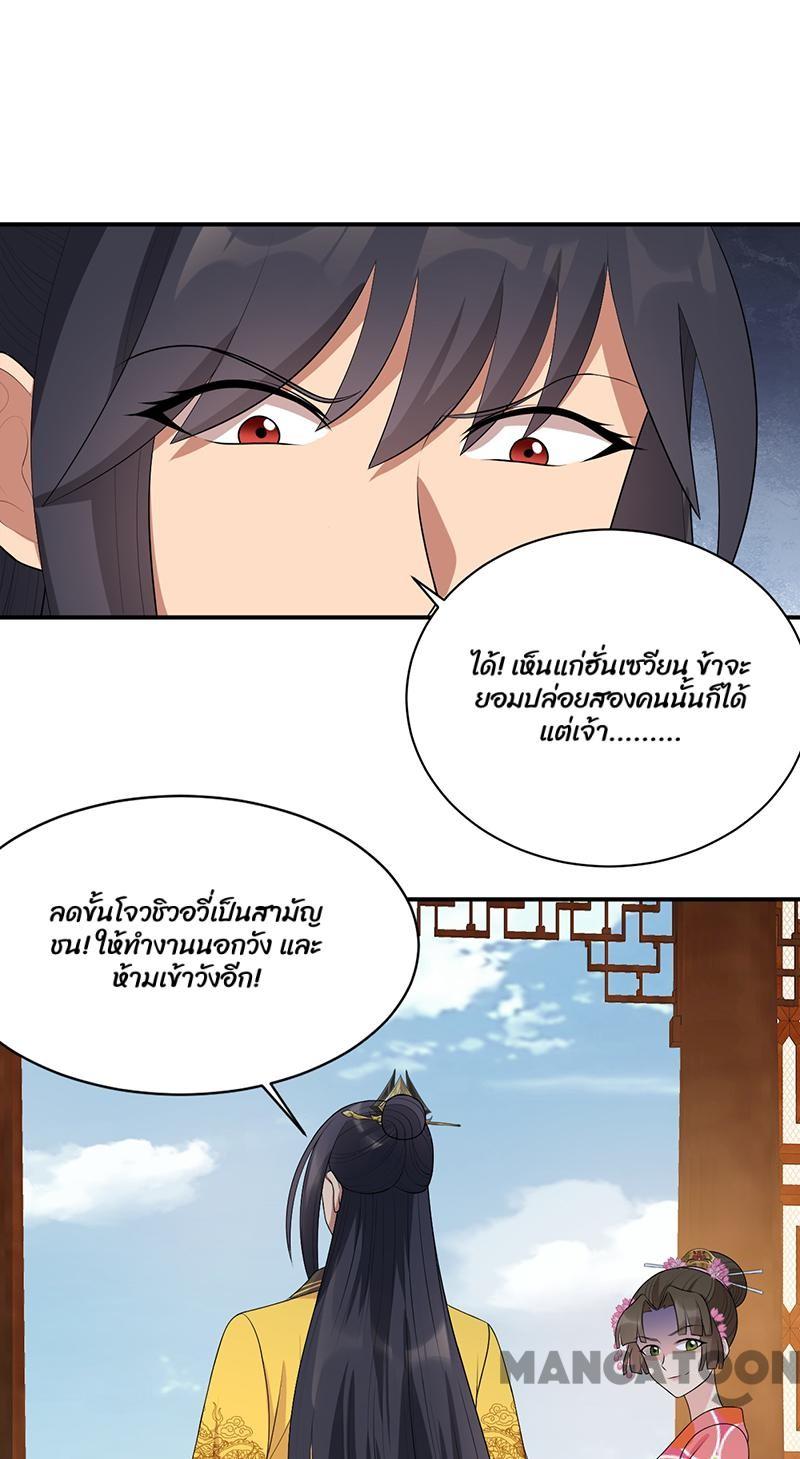 ได้! เห็นแก่ฮั่นเซวียน ข้าจะ
ยอมปล่อยสองคนนั้นก็ได้
แต่เจ้า.........
ลดขั้นโจวชิวอวี่เป็นสามัญ
ชน! ให้ทำงานนอกวัง และ
ห้ามเข้าวังอีก!
MANGATOON